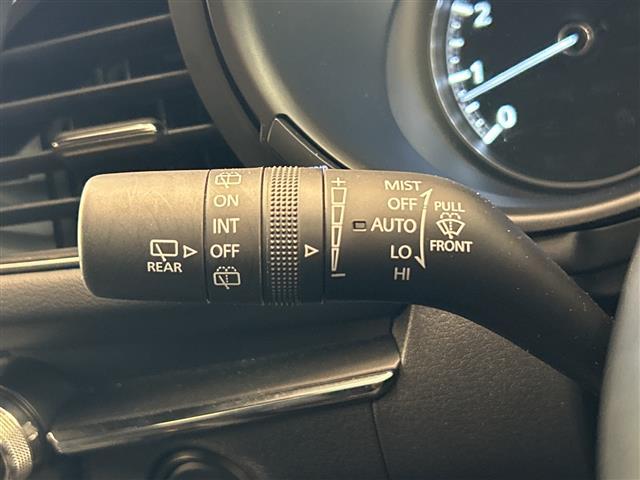 2
1
0
ON
INT
OFF
REAR
+
−
MIST
OFF
AUTO
LO
HI
PULL
FRONT